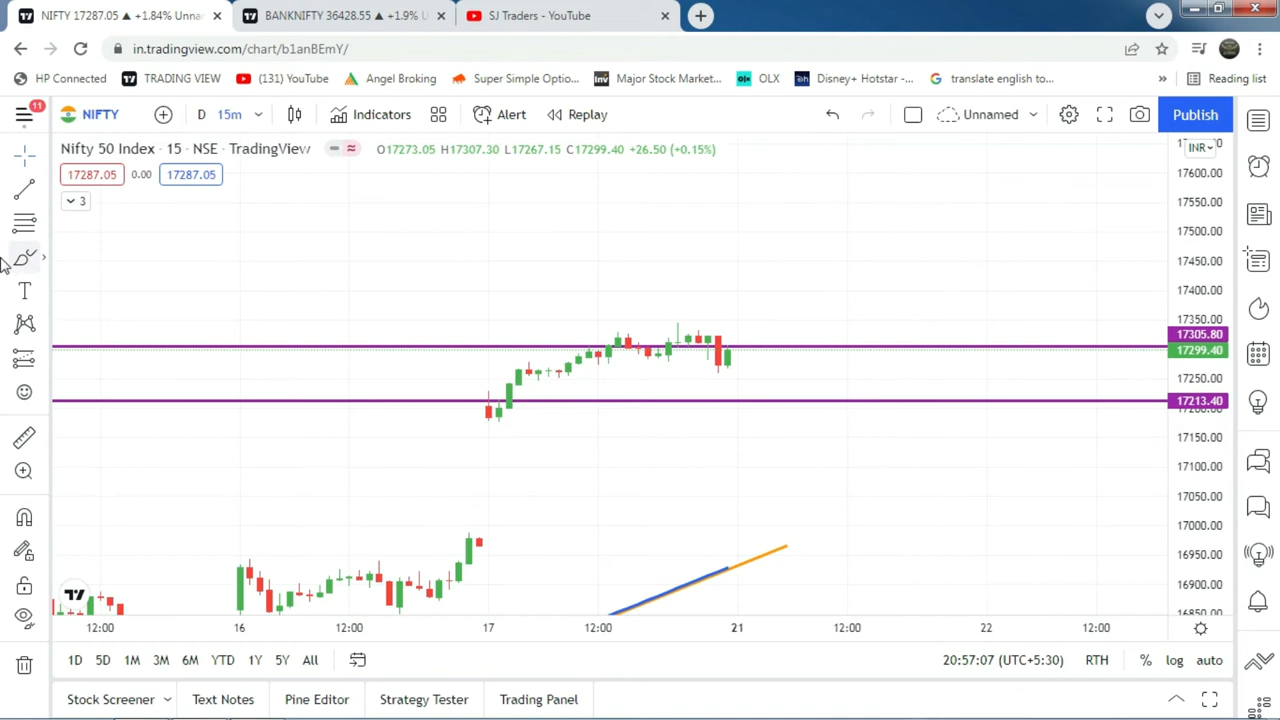 NIFTY 17287.05 ▲ +1.84% Unnar
BANKNIFTY 36428.55 ▲ +1.9% U
SJ Traders - YouTube
in.tradingview.com/chart/b1anBEmY/
HP Connected
TRADING VIEW
(131) YouTube
Angel Broking
Super Simple Optio...
Inv
Major Stock Market...
OLX
Disney+ Hotstar -...
translate english to...
»
Reading list
11
NIFTY
D
15m
Indicators
Alert
Replay
Unnamed
Publish
Nifty 50 Index · 15 · NSE · TradingView
O17273.05 H17307.30 L17267.15 C17299.40 +26.50 (+0.15%)
INR
17287.05
0.00
17287.05
3
17600.00
17550.00
17500.00
17450.00
17400.00
17350.00
17305.80
17299.40
17250.00
17213.40
17150.00
17100.00
17050.00
17000.00
16950.00
16900.00
16850.00
12:00
16
12:00
17
12:00
21
12:00
22
12:00
1D
5D
1M
3M
6M
YTD
1Y
5Y
All
20:57:07 (UTC+5:30)
RTH
%
log
auto
Stock Screener
Text Notes
Pine Editor
Strategy Tester
Trading Panel